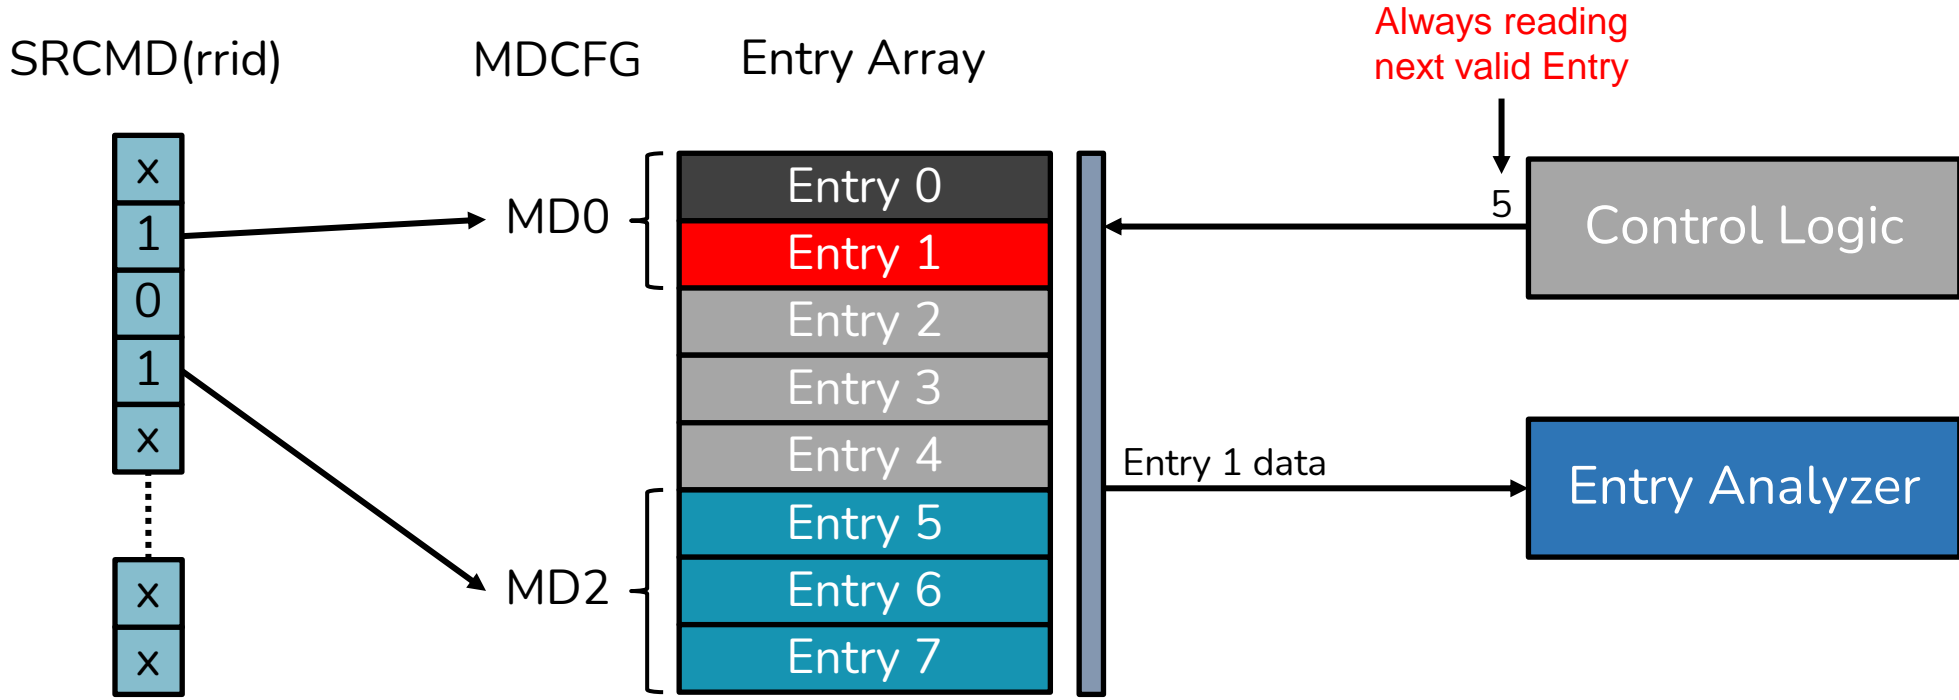 SRCMD(rrid)
MDCFG
Entry Array
Always reading
next valid Entry
x
1
0
1
x
x
x
MD0
MD2
Entry 0
Entry 1
Entry 2
Entry 3
Entry 4
Entry 5
Entry 6
Entry 7
5
Control Logic
Entry 1 data
Entry Analyzer